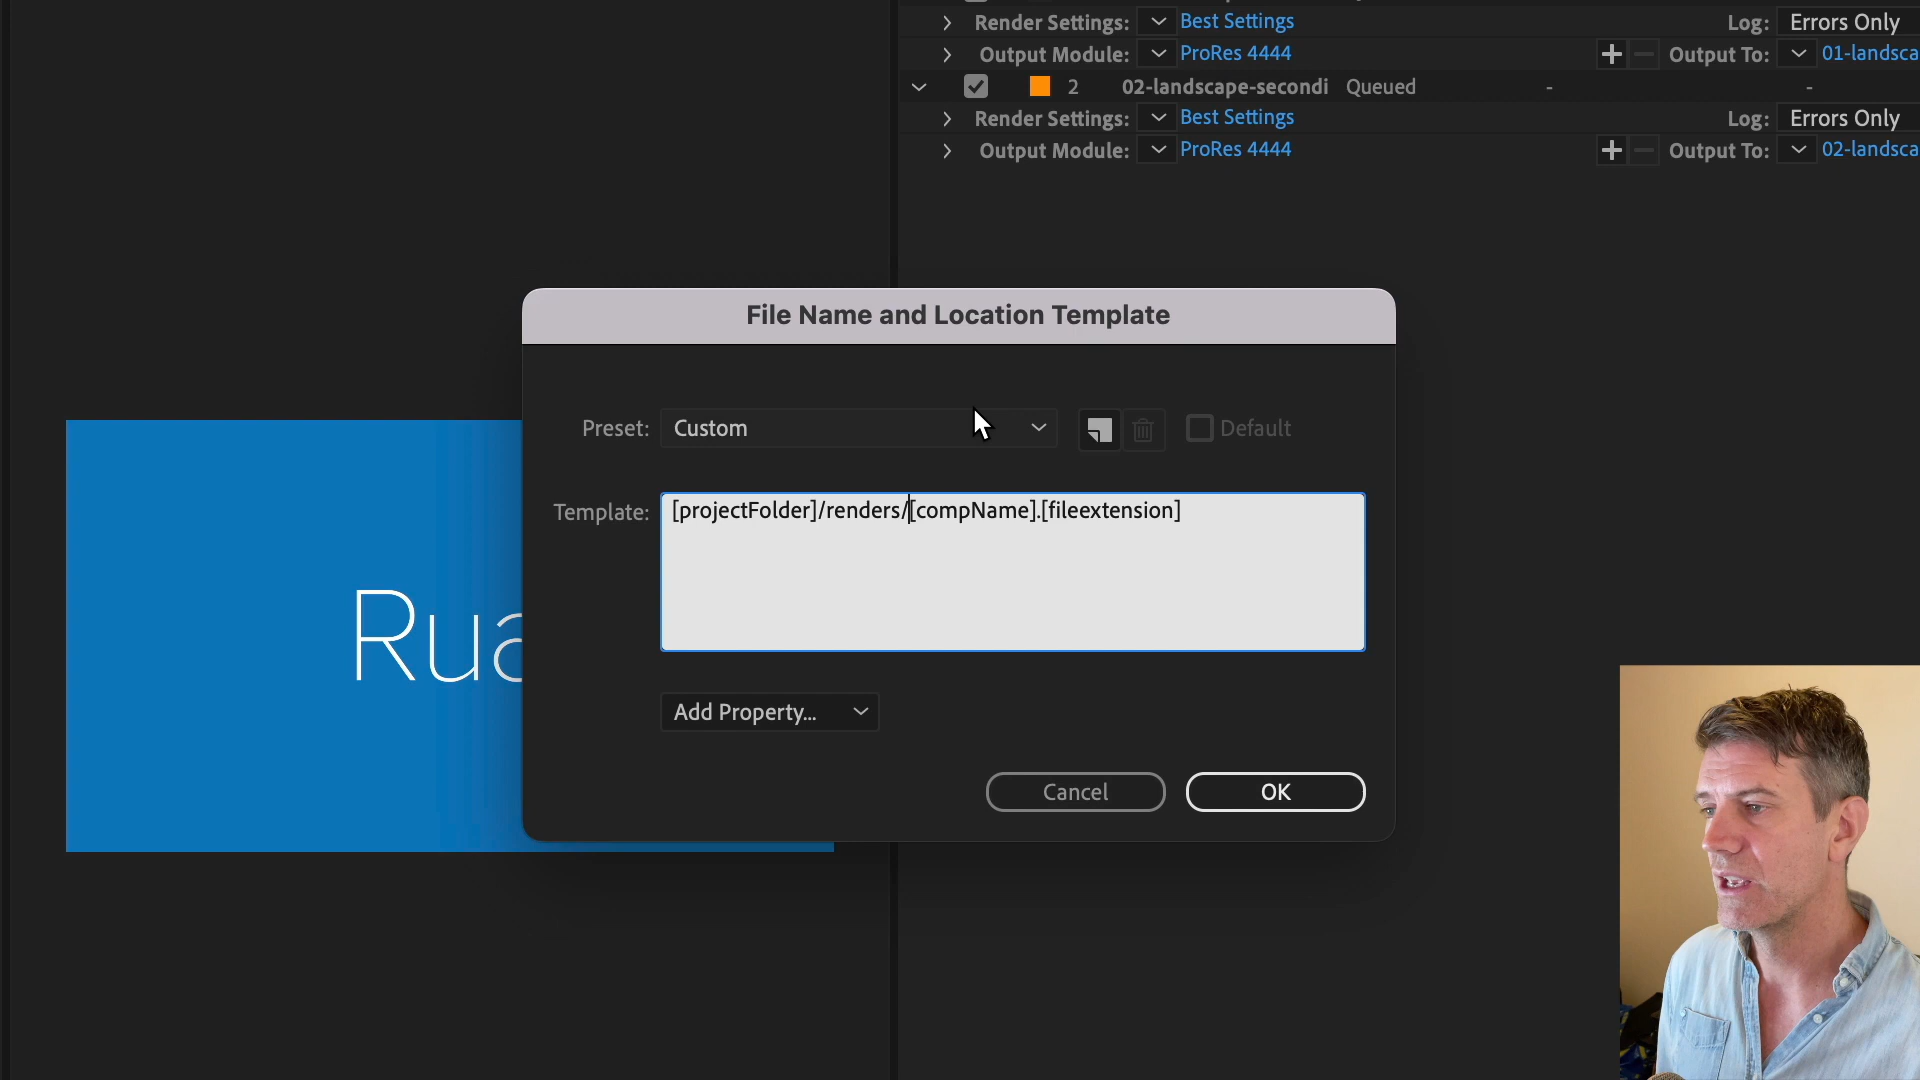 Render Settings: Best Settings Log: Errors Only
Output Module: ProRes 4444 Output To: 01-landsca
2 02-landscape-secondi Queued - -
Render Settings: Best Settings Log: Errors Only
Output Module: ProRes 4444 Output To: 02-landsca
File Name and Location Template
Preset: Custom Default
Template: [projectFolder]/renders/[compName].[fileextension]
Rua
Add Property...
Cancel OK